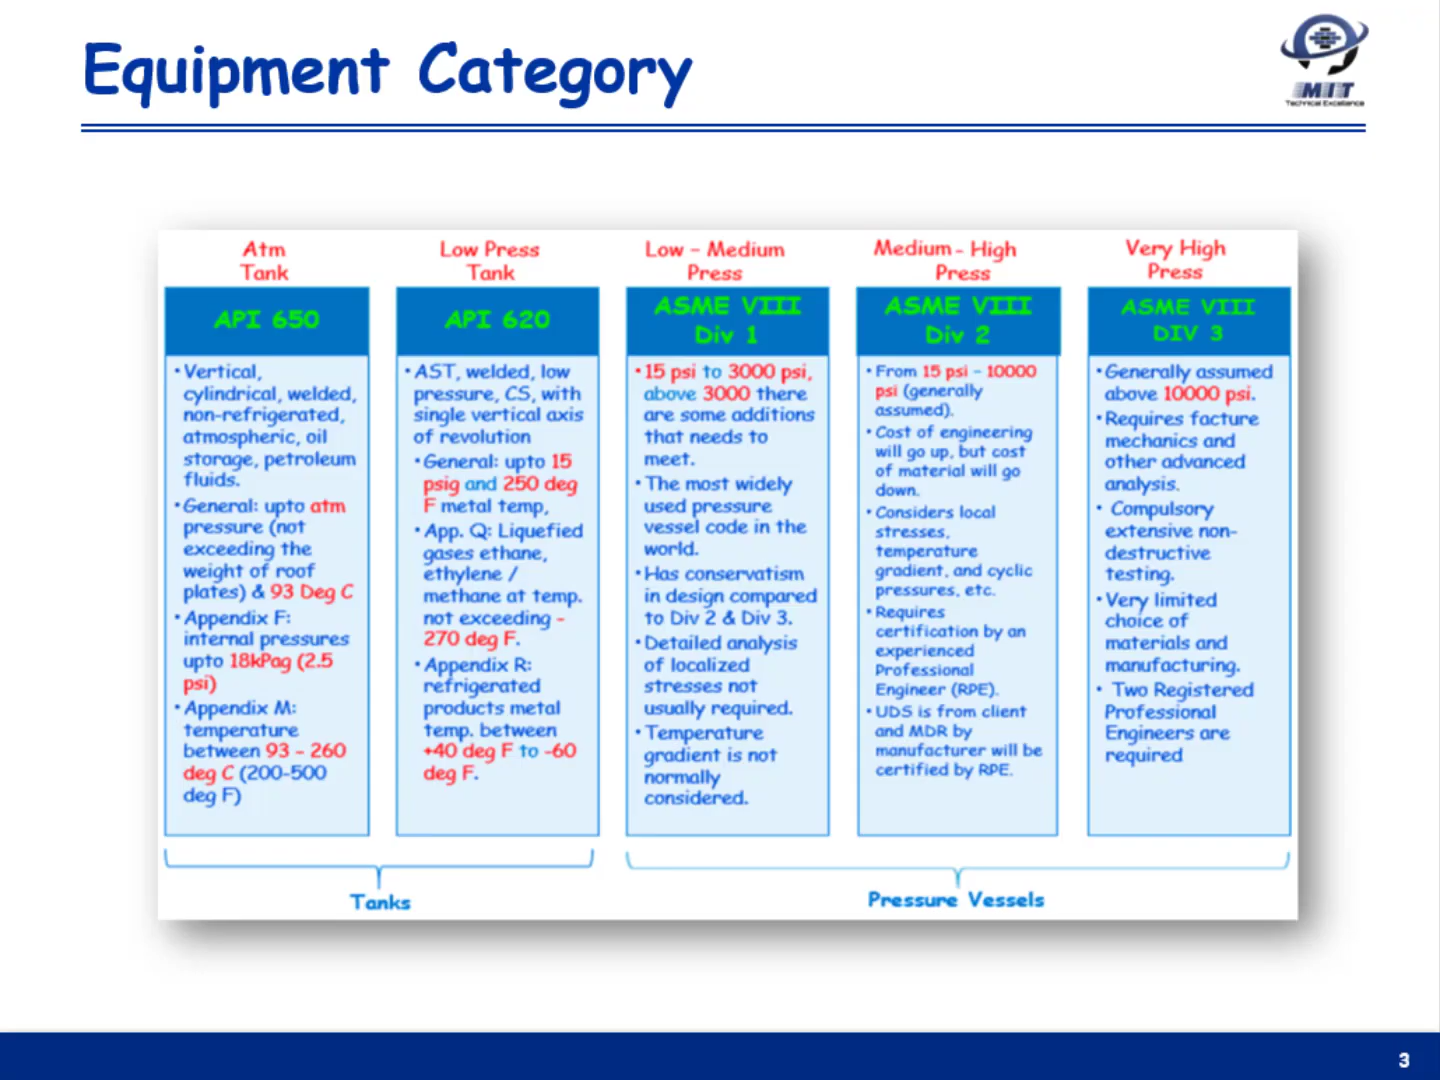 Equipment Category
MIT
Technical Excellence
Atm
Tank
API 650
•Vertical,
cylindrical, welded,
non-refrigerated,
atmospheric, oil
storage, petroleum
fluids.
•General: upto atm
pressure (not
exceeding the
weight of roof
plates) & 93 Deg C
•Appendix F:
internal pressures
upto 18kPag (2.5
psi)
•Appendix M:
temperature
between 93 - 260
deg C (200-500
deg F)
Low Press
Tank
API 620
•AST, welded, low
pressure, CS, with
single vertical axis
of revolution
•General: upto 15
psig and 250 deg
F metal temp,
•App. Q: Liquefied
gases ethane,
ethylene /
methane at temp.
not exceeding -
270 deg F.
•Appendix R:
refrigerated
products metal
temp. between
+40 deg F to -60
deg F.
Low - Medium
Press
ASME VIII
Div 1
•15 psi to 3000 psi,
above 3000 there
are some additions
that needs to
meet.
•The most widely
used pressure
vessel code in the
world.
•Has conservatism
in design compared
to Div 2 & Div 3.
•Detailed analysis
of localized
stresses not
usually required.
•Temperature
gradient is not
normally
considered.
Medium - High
Press
ASME VIII
Div 2
•From 15 psi - 10000
psi (generally
assumed).
•Cost of engineering
will go up, but cost
of material will go
down.
•Considers local
stresses,
temperature
gradient, and cyclic
pressures, etc.
•Requires
certification by an
experienced
Professional
Engineer (RPE).
•UDS is from client
and MDR by
manufacturer will be
certified by RPE.
Very High
Press
ASME VIII
DIV 3
•Generally assumed
above 10000 psi.
•Requires facture
mechanics and
other advanced
analysis.
• Compulsory
extensive non-
destructive
testing.
•Very limited
choice of
materials and
manufacturing.
• Two Registered
Professional
Engineers are
required
Tanks
Pressure Vessels
3